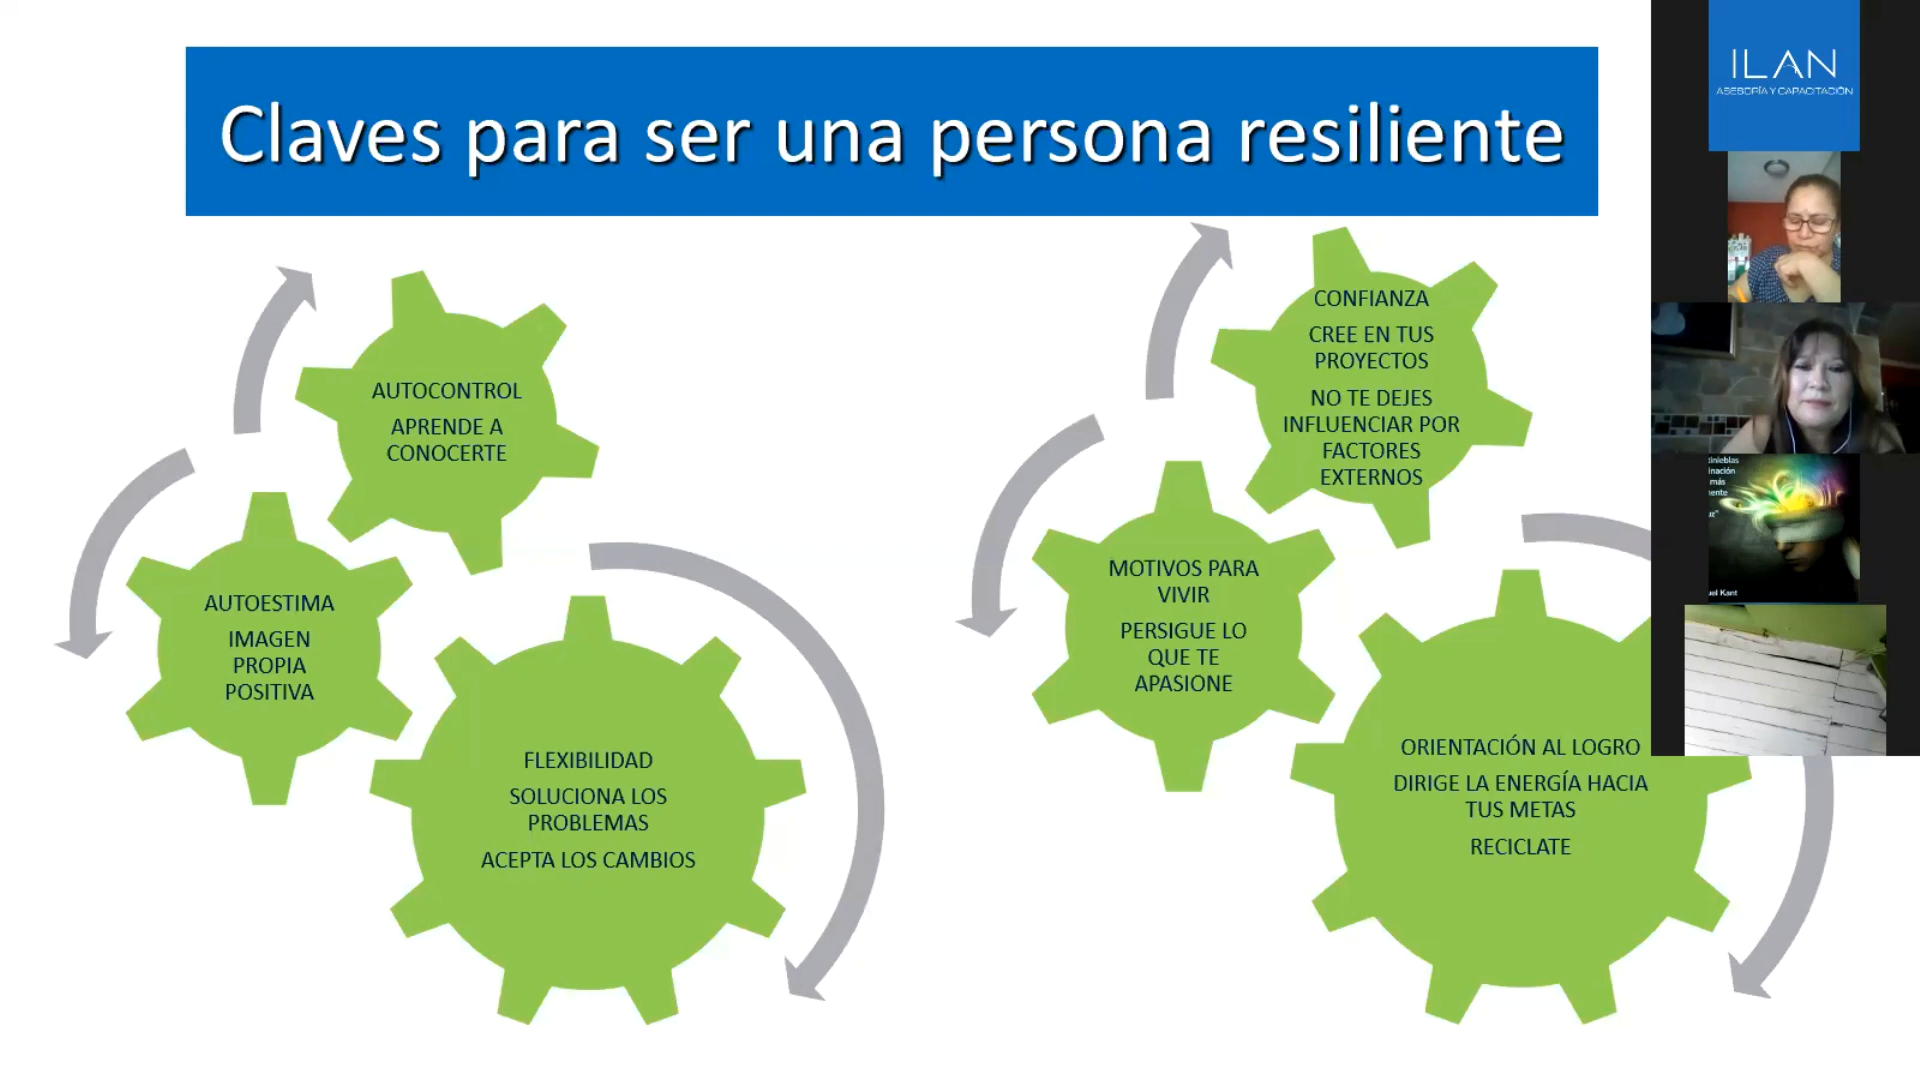 Claves para ser una persona resiliente
AUTOCONTROL
APRENDE A
CONOCERTE
AUTOESTIMA
IMAGEN
PROPIA
POSITIVA
FLEXIBILIDAD
SOLUCIONA LOS
PROBLEMAS
ACEPTA LOS CAMBIOS
CONFIANZA
CREE EN TUS
PROYECTOS
NO TE DEJES
INFLUENCIAR POR
FACTORES
EXTERNOS
MOTIVOS PARA
VIVIR
PERSIGUE LO
QUE TE
APASIONE
ORIENTACIÓN AL LOGRO
DIRIGE LA ENERGÍA HACIA
TUS METAS
RECICLATE
ILAN
ASESORÍA Y CAPACITACIÓN
más
Kant